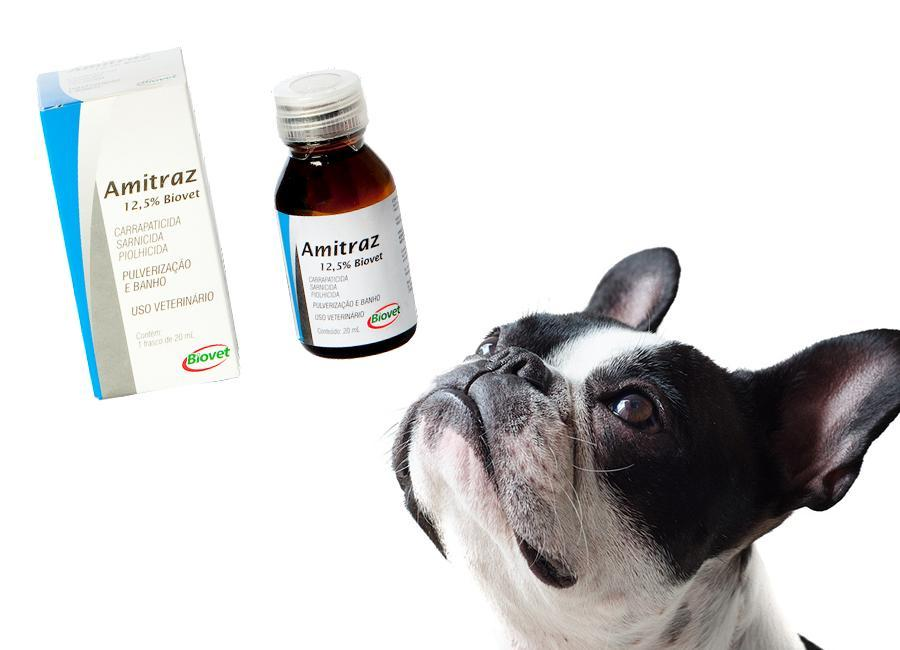 Amitraz
12,5% Biovet
CARRAPATICIDA
SARNICIDA
PIOLHICIDA
PULVERIZAÇÃO
E BANHO
USO VETERINÁRIO
Contém:
1 frasco de 20 mL
Biovet
Amitraz
12,5% Biovet
CARRAPATICIDA
SARNICIDA
PIOLHICIDA
PULVERIZAÇÃO E BANHO
USO VETERINÁRIO
Biovet
Conteúdo: 20 mL